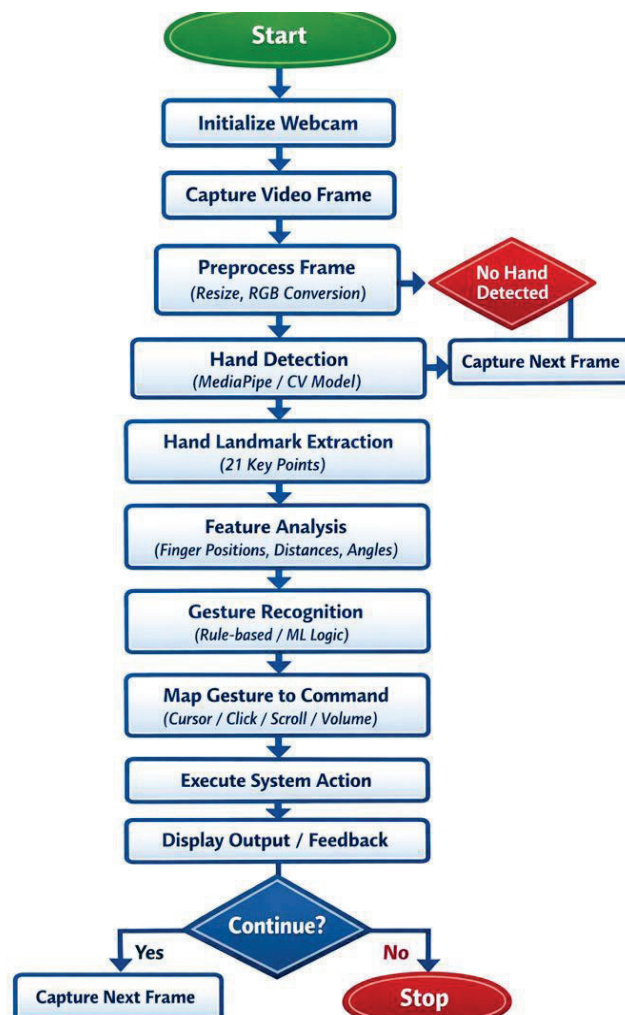 Start
Initialize Webcam
Capture Video Frame
Preprocess Frame
(Resize, RGB Conversion)
No Hand
Detected
Hand Detection
(MediaPipe / CV Model)
Capture Next Frame
Hand Landmark Extraction
(21 Key Points)
Feature Analysis
(Finger Positions, Distances, Angles)
Gesture Recognition
(Rule-based / ML Logic)
Map Gesture to Command
(Cursor / Click / Scroll / Volume)
Execute System Action
Display Output / Feedback
Continue?
Yes
No
Capture Next Frame
Stop